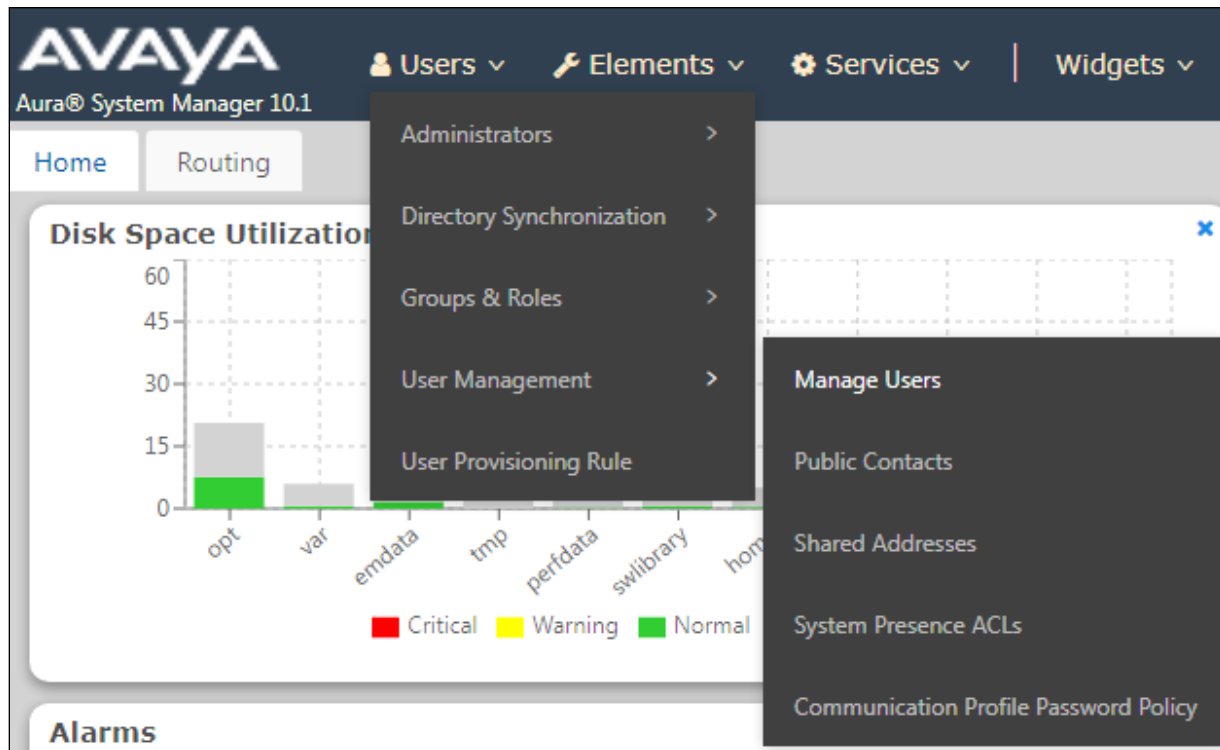 AVAYA
Aura® System Manager 10.1
Users
Elements
Services
Widgets
Home
Routing
Administrators
Directory Synchronization
Groups & Roles
User Management
User Provisioning Rule
Manage Users
Public Contacts
Shared Addresses
System Presence ACLs
Communication Profile Password Policy
Disk Space Utilization
60
45
30
15
0
opt
var
emdata
tmp
perfdata
swlibrary
Critical
Warning
Normal
Alarms